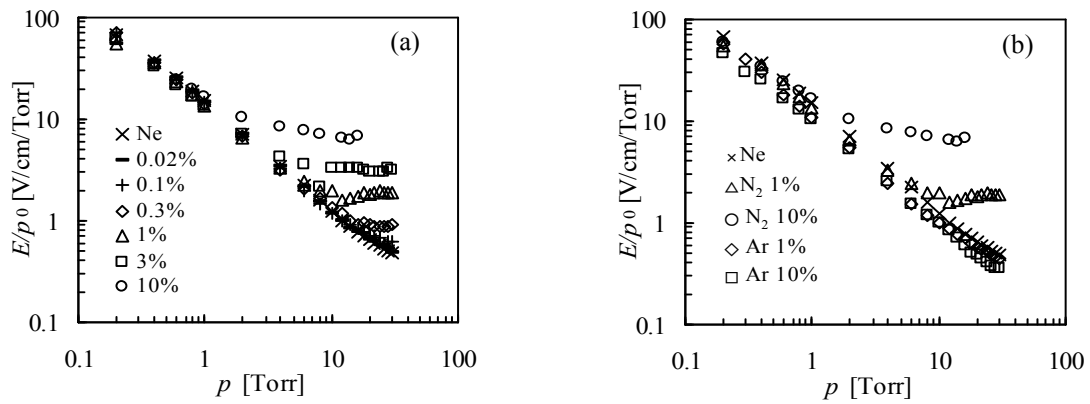 (a)
100
10
1
0.1
E/p0 [V/cm/Torr]
Ne
0.02%
0.1%
0.3%
1%
3%
10%
0.1 1 10 100
p [Torr]
(b)
100
10
1
0.1
E/p0 [V/cm/Torr]
Ne
N2 1%
N2 10%
Ar 1%
Ar 10%
0.1 1 10 100
p [Torr]